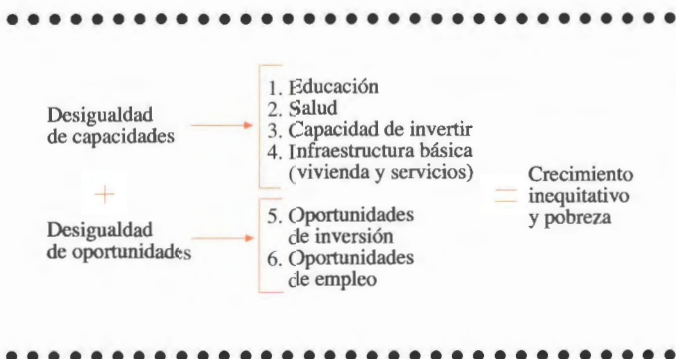 Desigualdad
de capacidades
1. Educación
2. Salud
3. Capacidad de invertir
4. Infraestructura básica
(vivienda y servicios)
+
Desigualdad
de oportunidades
5. Oportunidades
de inversión
6. Oportunidades
de empleo
=
Crecimiento
inequitativo
y pobreza